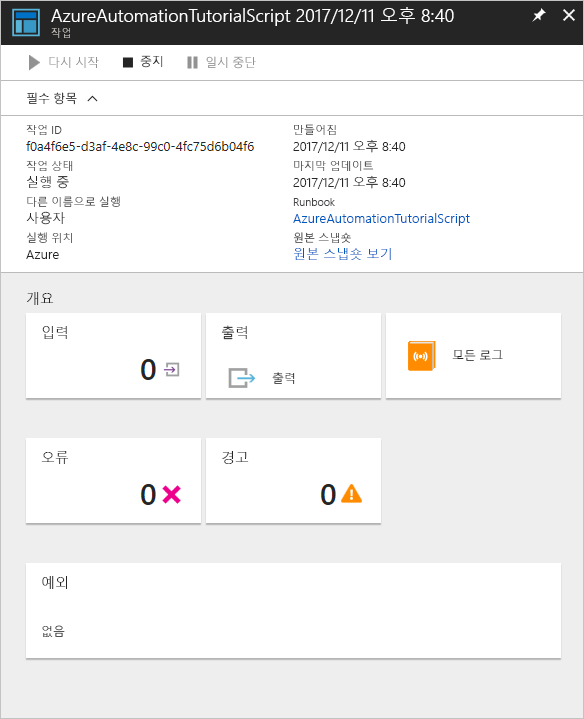 AzureAutomationTutorialScript 2017/12/11 오후 8:40
작업
다시 시작 중지 일시 중단
필수 항목
작업 ID
f0a4f6e5-d3af-4e8c-99c0-4fc75d6b04f6
작업 상태
실행 중
다른 이름으로 실행
사용자
실행 위치
Azure
만들어짐
2017/12/11 오후 8:40
마지막 업데이트
2017/12/11 오후 8:40
Runbook
AzureAutomationTutorialScript
원본 스냅숏
원본 스냅숏 보기
개요
입력
0
출력
출력
모든 로그
오류
0
경고
0
예외
없음